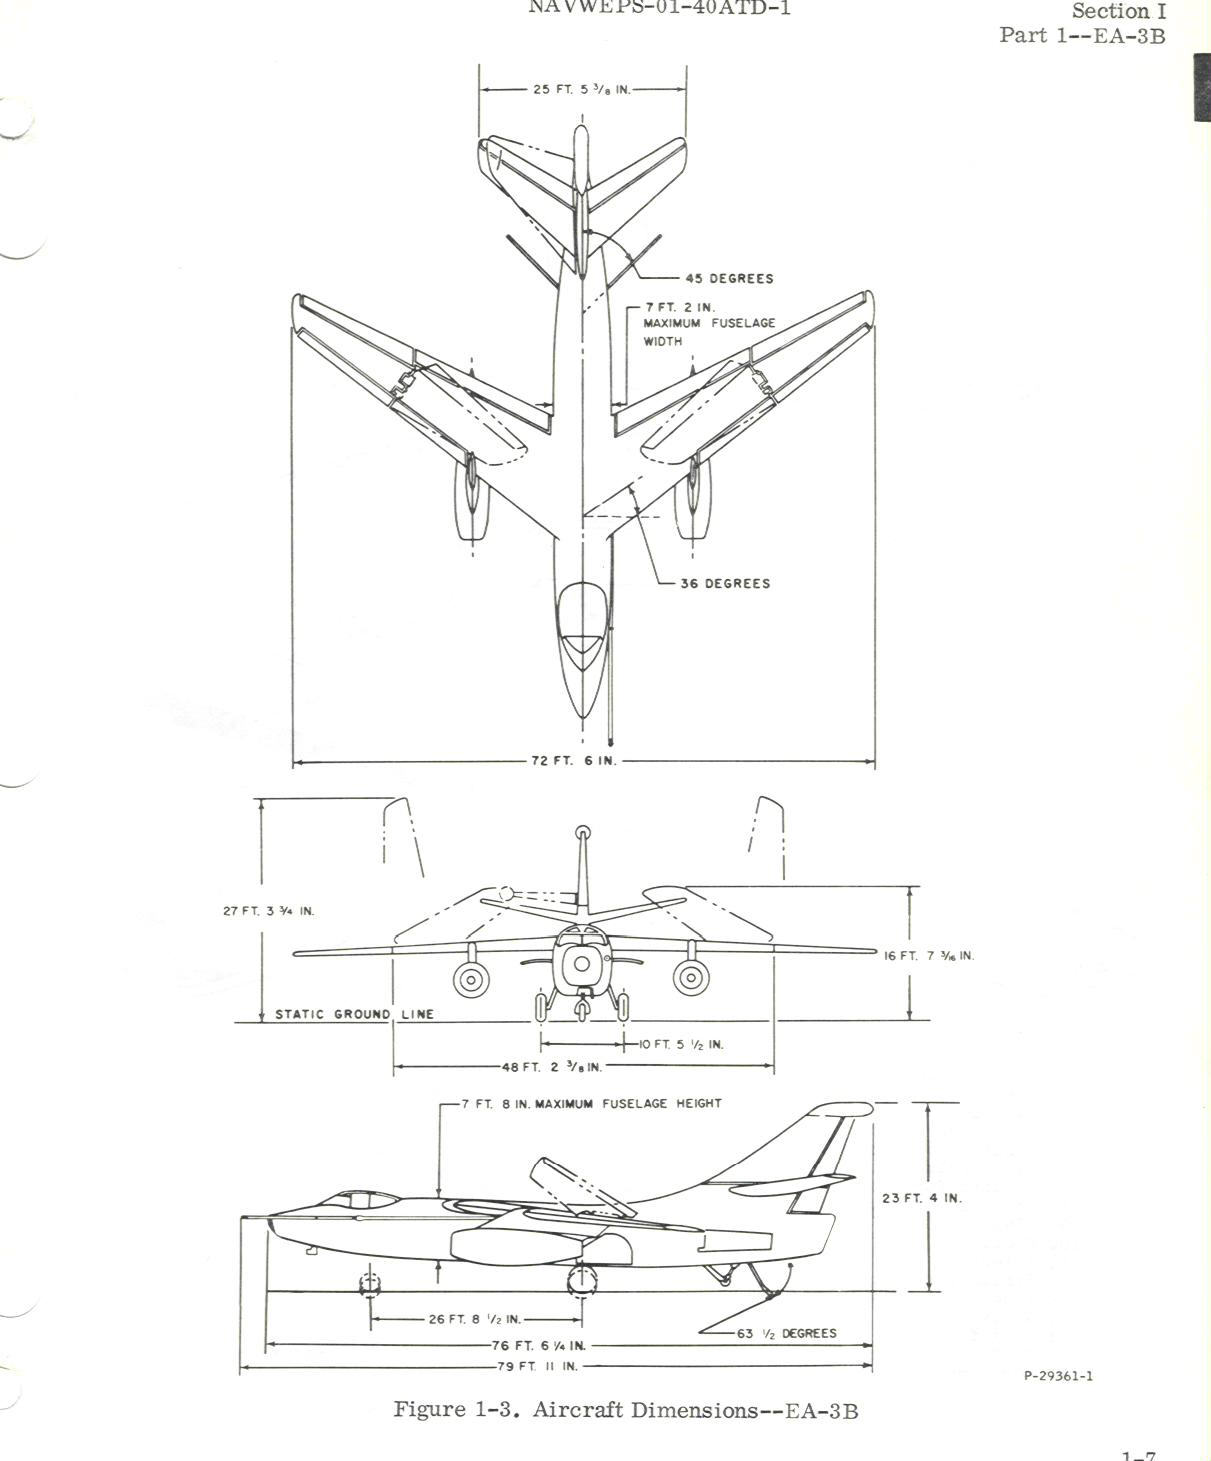 NAVWEPS-01-40ATD-1
Section I
Part 1--EA-3B
25 FT. 5 3/8 IN.
45 DEGREES
7 FT. 2 IN.
MAXIMUM FUSELAGE
WIDTH
36 DEGREES
72 FT. 6 IN.
27 FT. 3 3/4 IN.
16 FT. 7 3/16 IN.
STATIC GROUND LINE
10 FT. 5 1/2 IN.
48 FT. 2 3/8 IN.
7 FT. 8 IN. MAXIMUM FUSELAGE HEIGHT
23 FT. 4 IN.
26 FT. 8 1/2 IN.
63 1/2 DEGREES
76 FT. 6 1/4 IN.
79 FT. 11 IN.
P-29361-1
Figure 1-3. Aircraft Dimensions--EA-3B
1-7